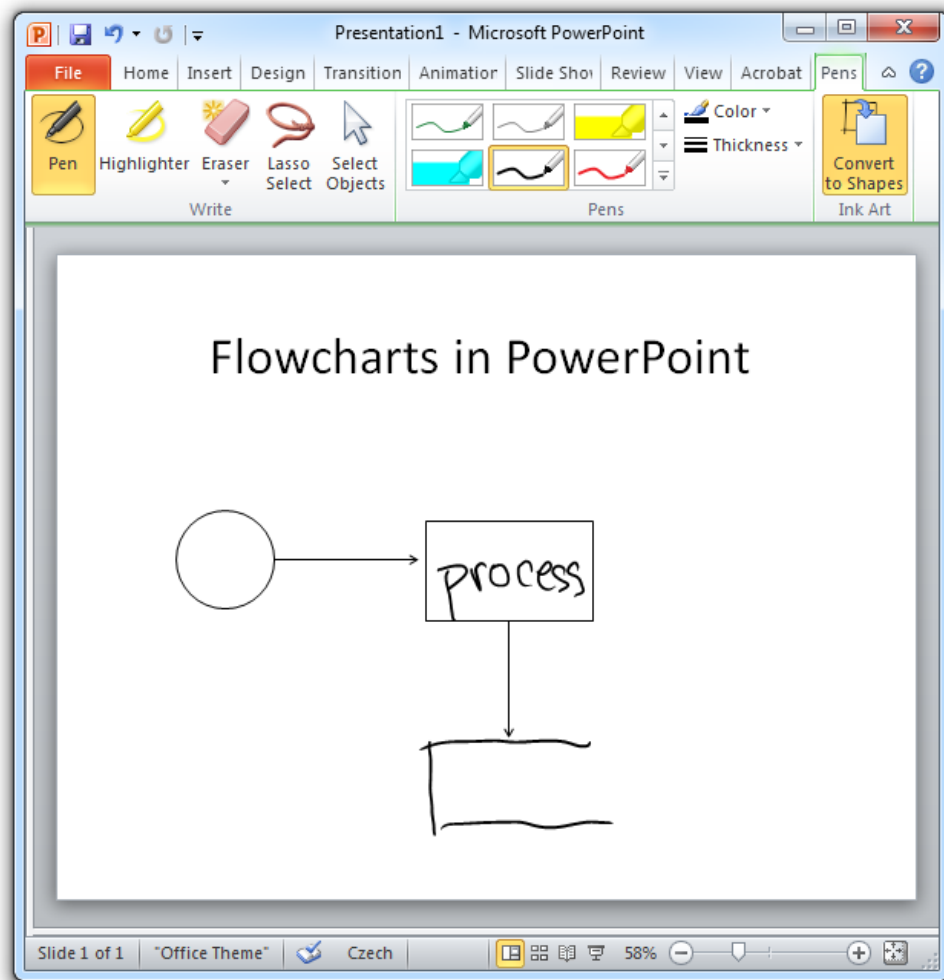 Presentation1 - Microsoft PowerPoint
File Home Insert Design Transition Animation Slide Show Review View Acrobat Pens
Pen Highlighter Eraser Lasso Select Select Objects Color Thickness Convert to Shapes
Write Pens Ink Art
Flowcharts in PowerPoint
process
Slide 1 of 1 "Office Theme" Czech 58%